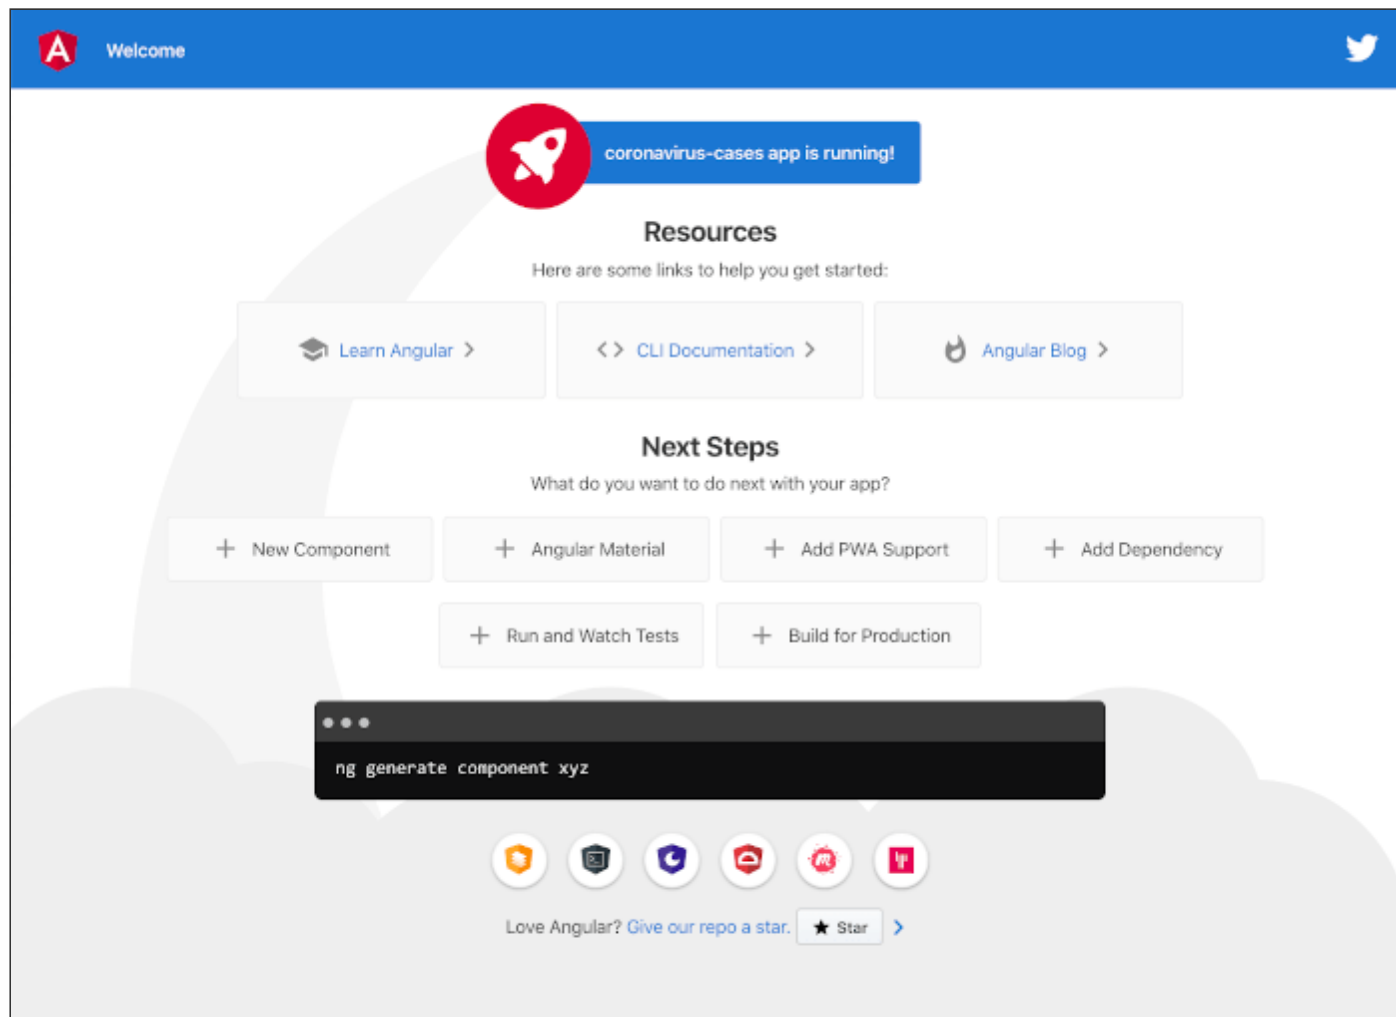 Welcome
coronavirus-cases app is running!
Resources
Here are some links to help you get started:
Learn Angular
CLI Documentation
Angular Blog
Next Steps
What do you want to do next with your app?
New Component
Angular Material
Add PWA Support
Add Dependency
Run and Watch Tests
Build for Production
ng generate component xyz
Love Angular? Give our repo a star. Star